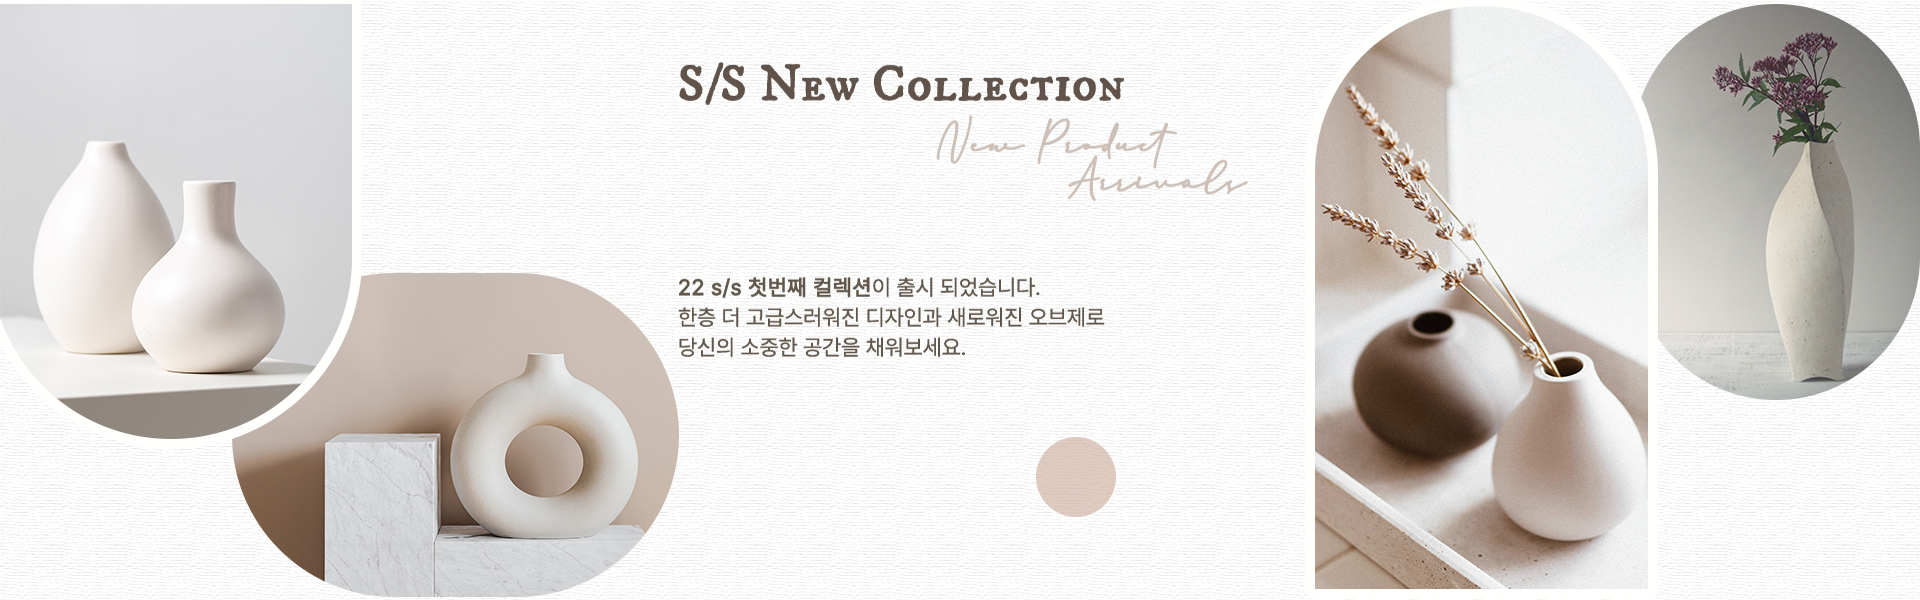 S/S New Collection
New Product
Arrivals
22 s/s 첫번째 컬렉션이 출시 되었습니다.
한층 더 고급스러워진 디자인과 새로워진 오브제로
당신의 소중한 공간을 채워보세요.